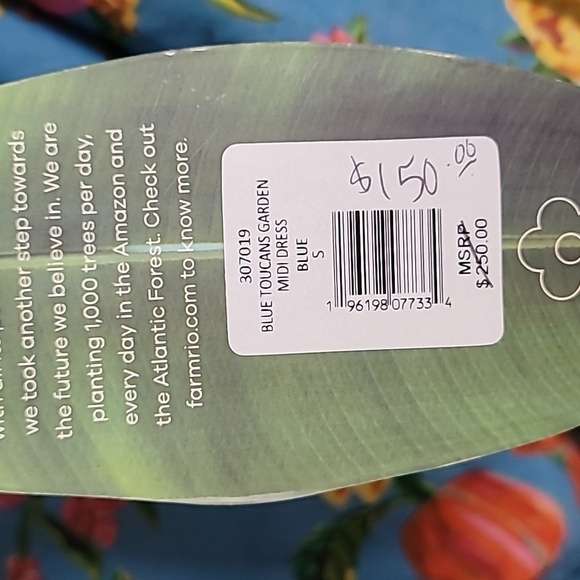 we took another step towards
the future we believe in. We are
planting 1,000 trees per day,
every day in the Amazon and
the Atlantic Forest. Check out
farmrio.com to know more.
307019
BLUE TOUCANS GARDEN
MIDI DRESS
BLUE
S
$150.00
1 96198 07733 4
MSRP
$250.00